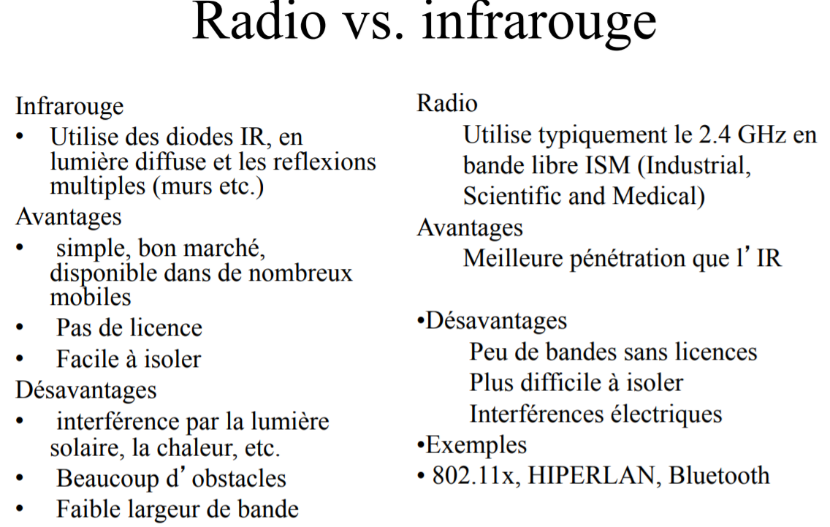 Radio vs. infrarouge
Infrarouge
• Utilise des diodes IR, en
lumière diffuse et les reflexions
multiples (murs etc.)
Avantages
• simple, bon marché,
disponible dans de nombreux
mobiles
• Pas de licence
• Facile à isoler
Désavantages
• interférence par la lumière
solaire, la chaleur, etc.
• Beaucoup d’obstacles
• Faible largeur de bande
Radio
Utilise typiquement le 2.4 GHz en
bande libre ISM (Industrial,
Scientific and Medical)
Avantages
Meilleure pénétration que l’IR
•Désavantages
Peu de bandes sans licences
Plus difficile à isoler
Interférences électriques
•Exemples
• 802.11x, HIPERLAN, Bluetooth